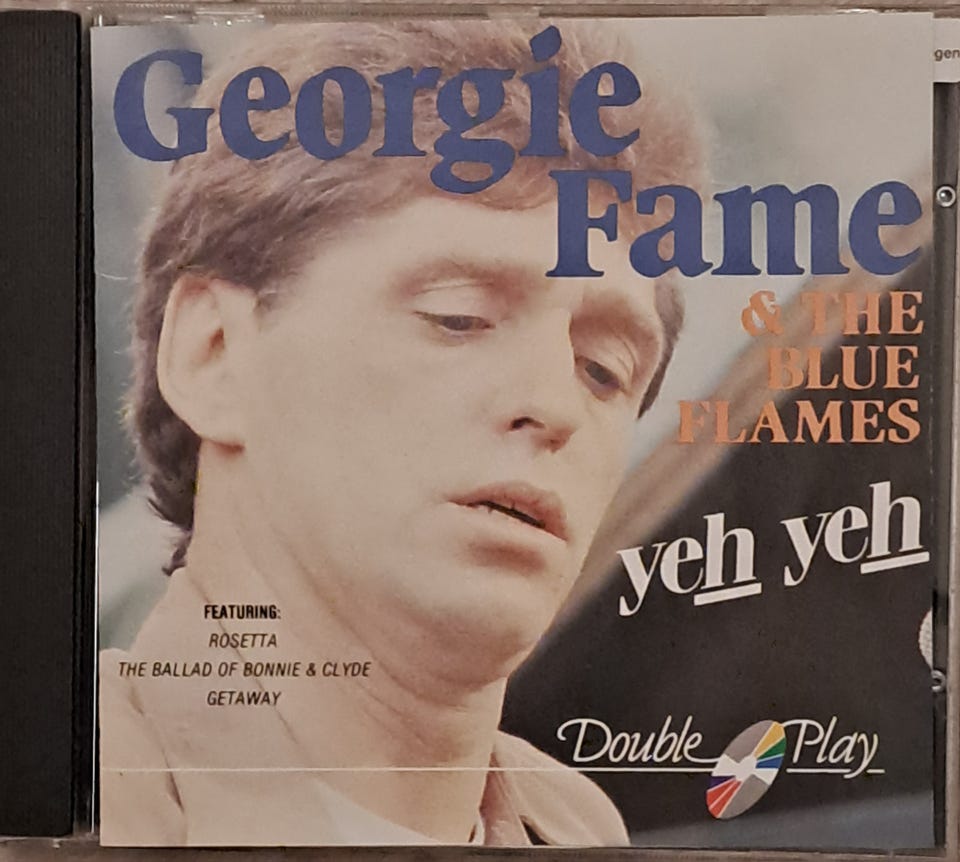 Georgie
Fame
& THE
BLUE
FLAMES
yeh yeh
FEATURING:
ROSETTA
THE BALLAD OF BONNIE & CLYDE
GETAWAY
Double Play